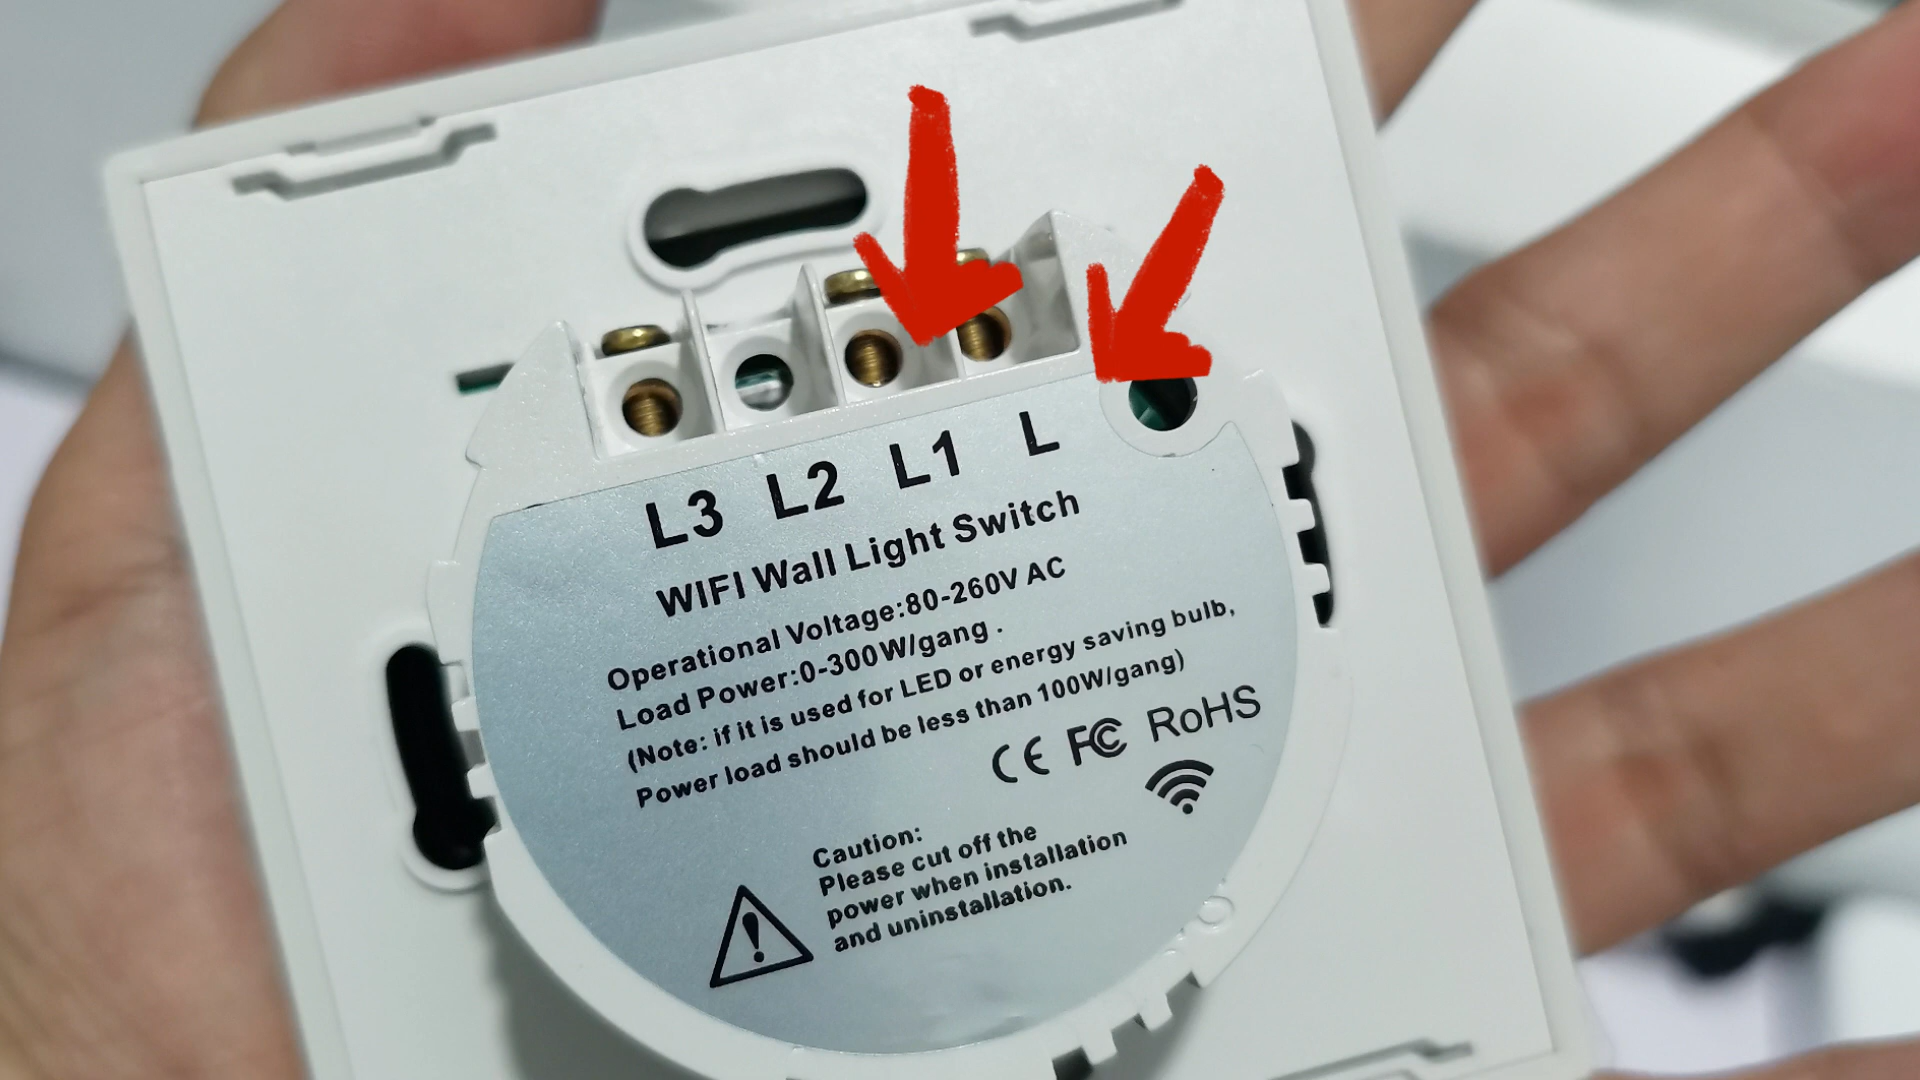 L3 L2 L1 L
WIFI Wall Light Switch
Operational Voltage:80-260V AC
Load Power:0-300W/gang .
(Note: if it is used for LED or energy saving bulb,
Power load should be less than 100W/gang)
CE FC RoHS
Caution:
Please cut off the
power when installation
and uninstallation.